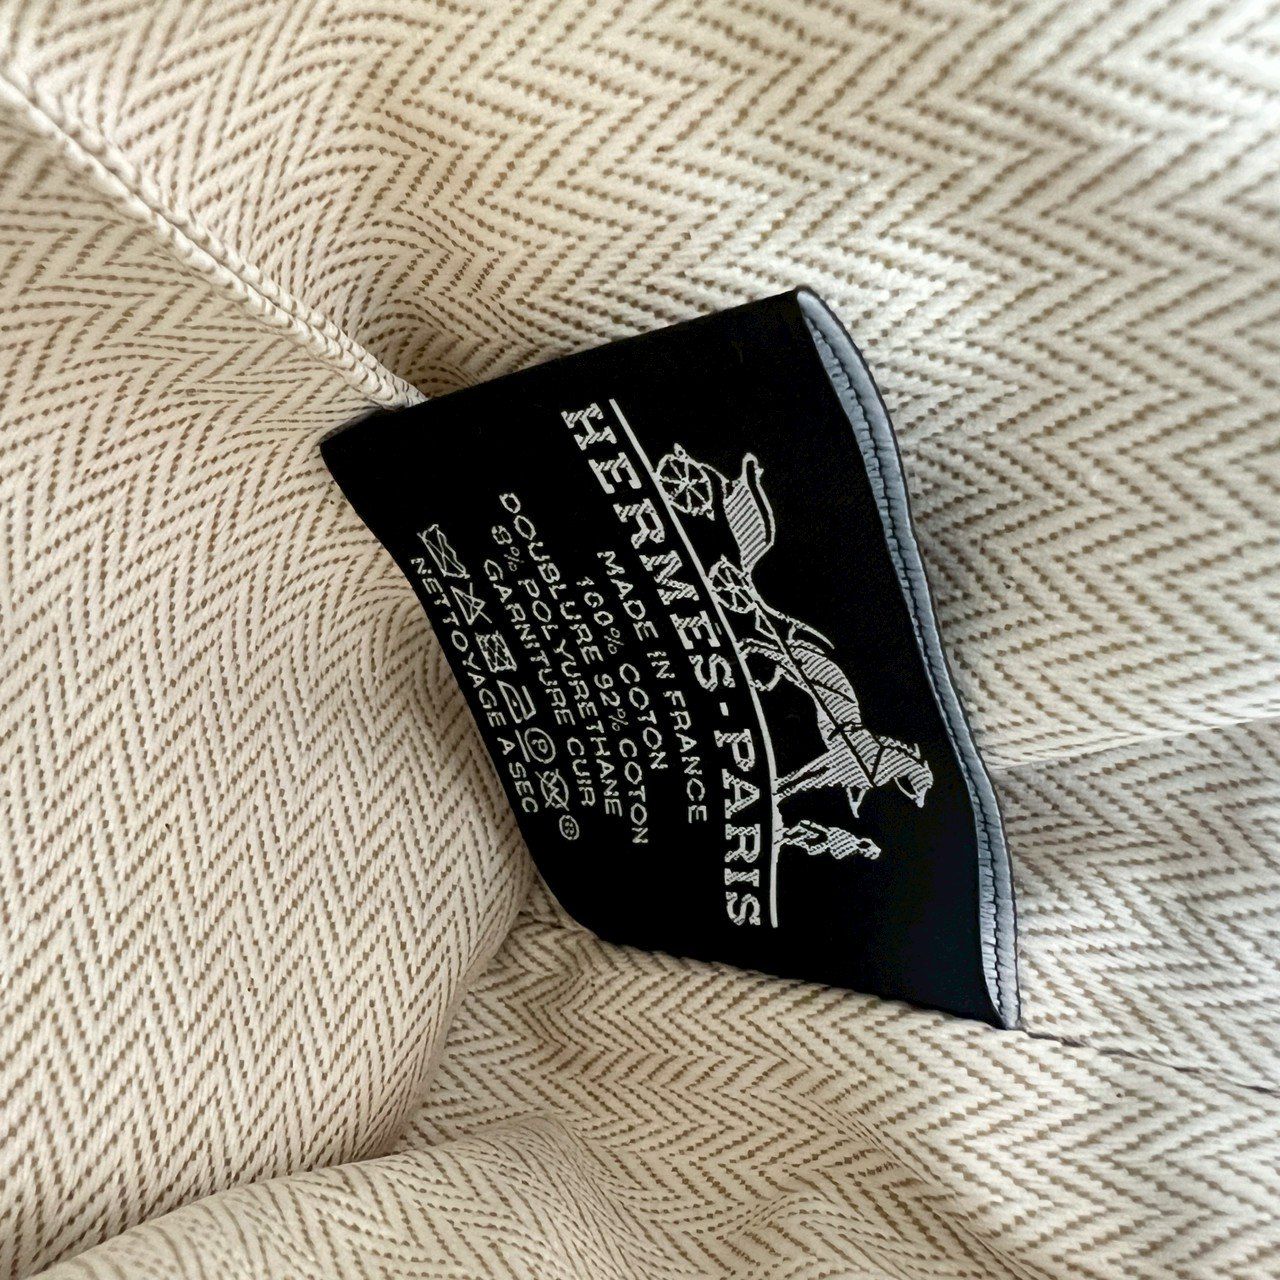 HERMÈS-PARIS
MADE IN FRANCE
100% COTON
DOUBLURE 92% COTON
8% POLYURETHANE
GARNITURE CUIR
P
NETTOYAGE A SEC
®